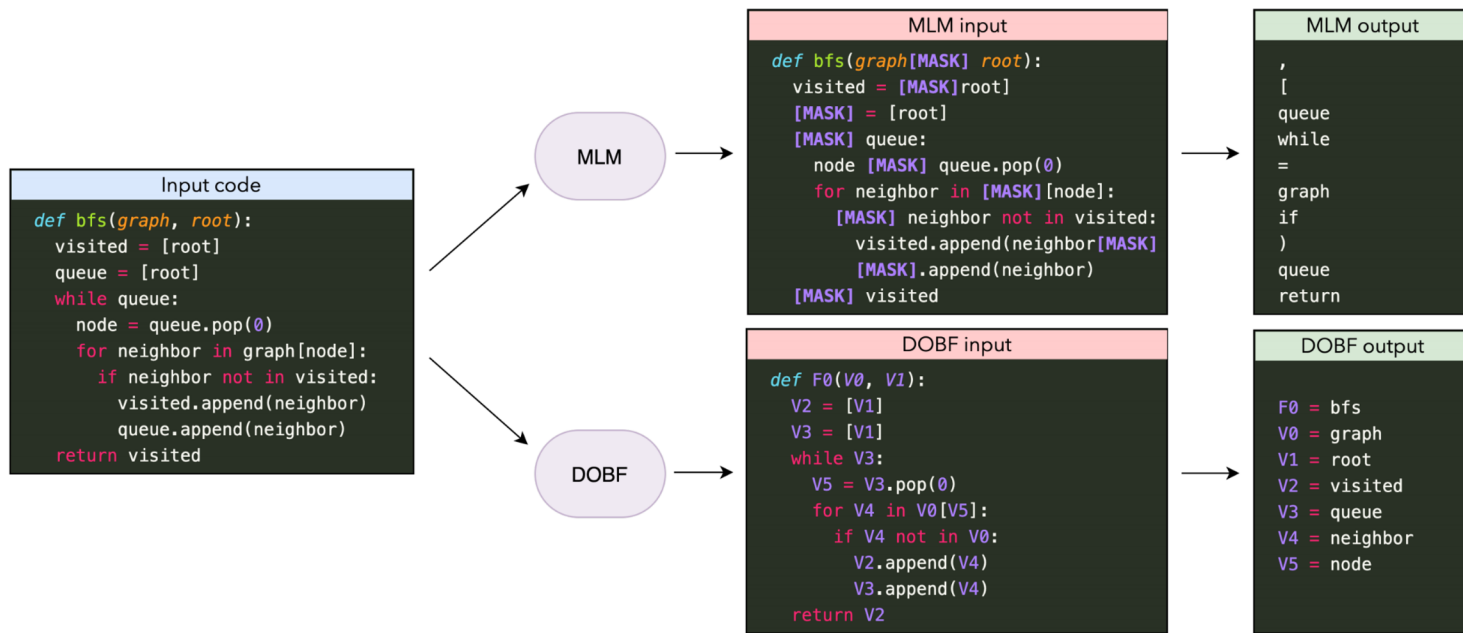 Input code
def bfs(graph, root):
visited = [root]
queue = [root]
while queue:
node = queue.pop(0)
for neighbor in graph[node]:
if neighbor not in visited:
visited.append(neighbor)
queue.append(neighbor)
return visited
MLM
MLM input
def bfs(graph[MASK] root):
visited = [MASK]root]
[MASK] = [root]
[MASK] queue:
node [MASK] queue.pop(0)
for neighbor in [MASK][node]:
[MASK] neighbor not in visited:
visited.append(neighbor[MASK]
[MASK].append(neighbor)
[MASK] visited
MLM output
,
[
queue
while
=
graph
if
)
queue
return
DOBF
DOBF input
def F0(V0, V1):
V2 = [V1]
V3 = [V1]
while V3:
V5 = V3.pop(0)
for V4 in V0[V5]:
if V4 not in V0:
V2.append(V4)
V3.append(V4)
return V2
DOBF output
F0 = bfs
V0 = graph
V1 = root
V2 = visited
V3 = queue
V4 = neighbor
V5 = node